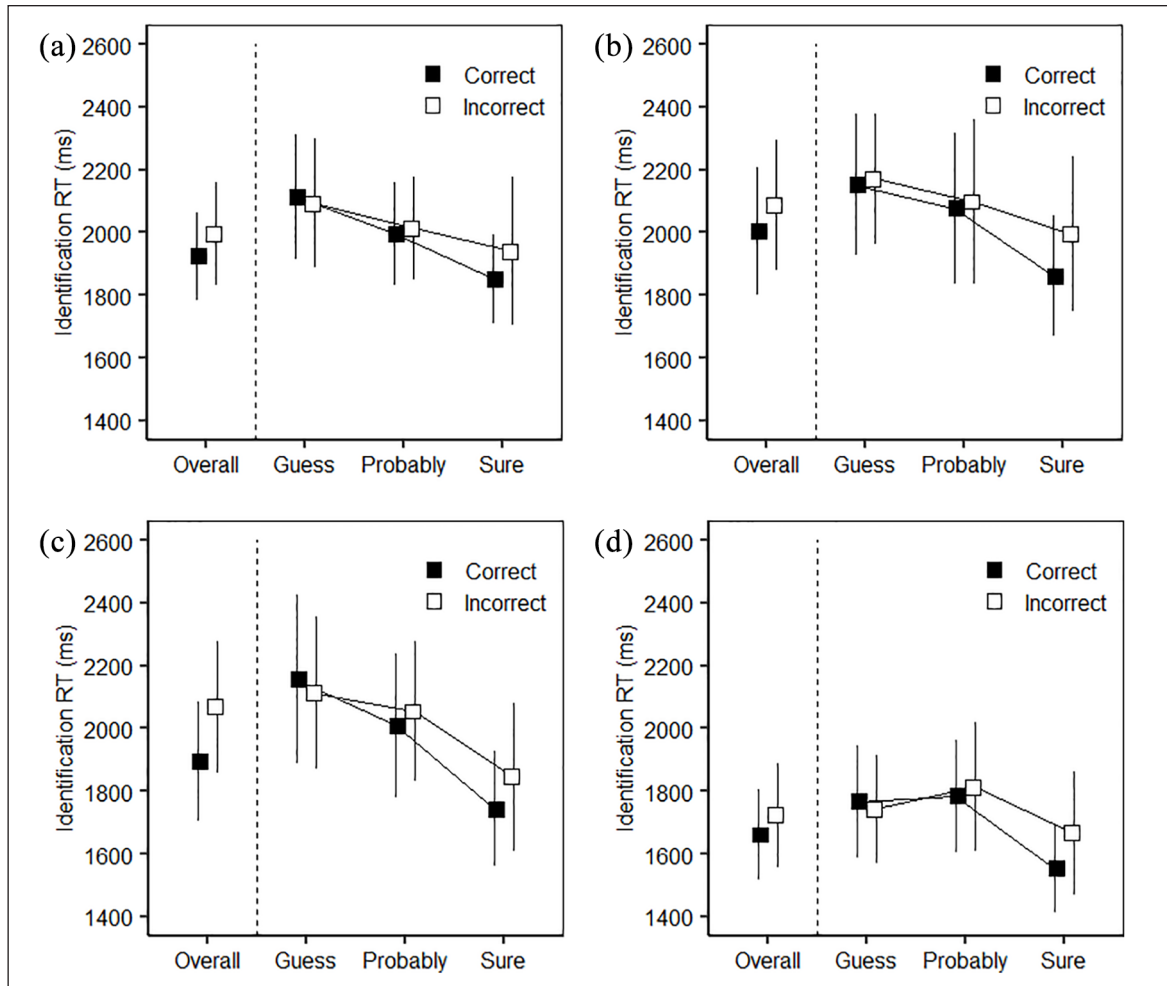 (a)
2600
2400
2200
2000
1800
1600
1400
Identification RT (ms)
Correct
Incorrect
Overall Guess Probably Sure
(b)
2600
2400
2200
2000
1800
1600
1400
Identification RT (ms)
Correct
Incorrect
Overall Guess Probably Sure
(c)
2600
2400
2200
2000
1800
1600
1400
Identification RT (ms)
Correct
Incorrect
Overall Guess Probably Sure
(d)
2600
2400
2200
2000
1800
1600
1400
Identification RT (ms)
Correct
Incorrect
Overall Guess Probably Sure